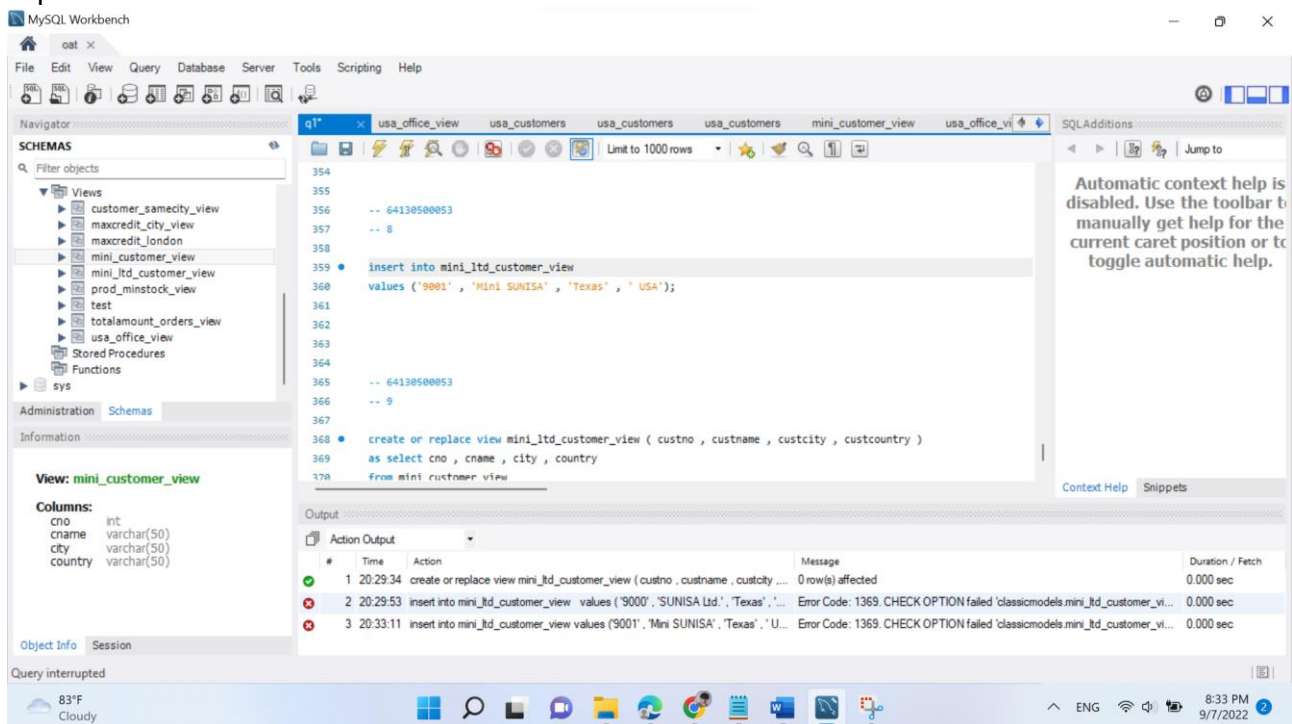 MySQL Workbench
oat
File Edit View Query Database Server Tools Scripting Help
Navigator
SCHEMAS
Filter objects
Views
customer_samecity_view
maxcredit_city_view
maxcredit_london
mini_customer_view
mini_ltd_customer_view
prod_minstock_view
test
totalamount_orders_view
usa_office_view
Stored Procedures
Functions
sys
Administration Schemas
Information
View: mini_customer_view
Columns:
cno int
cname varchar(50)
city varchar(50)
country varchar(50)
Object Info Session
q1* usa_office_view usa_customers usa_customers usa_customers mini_customer_view usa_office_vi
Limit to 1000 rows
354
355
356 -- 64130500053
357 -- 8
358
359 insert into mini_ltd_customer_view
360 values ('9001' , 'Mini SUNISA' , 'Texas' , ' USA');
361
362
363
364
365 -- 64130500053
366 -- 9
367
368 create or replace view mini_ltd_customer_view ( custno , custname , custcity , custcountry )
369 as select cno , cname , city , country
370 from mini_customer_view
SQLAdditions
Jump to
Automatic context help is
disabled. Use the toolbar t
manually get help for the
current caret position or to
toggle automatic help.
Context Help Snippets
Output
Action Output
# Time Action Message Duration / Fetch
1 20:29:34 create or replace view mini_ltd_customer_view ( custno , custname , custcity ,... 0 row(s) affected 0.000 sec
2 20:29:53 insert into mini_ltd_customer_view values ( '9000' , 'SUNISA Ltd.' , 'Texas' , '... Error Code: 1369. CHECK OPTION failed 'classicmodels.mini_ltd_customer_vi... 0.000 sec
3 20:33:11 insert into mini_ltd_customer_view values ('9001' , 'Mini SUNISA' , 'Texas' , ' U... Error Code: 1369. CHECK OPTION failed 'classicmodels.mini_ltd_customer_vi... 0.000 sec
Query interrupted
83°F
Cloudy
ENG
8:33 PM
9/7/2022
2